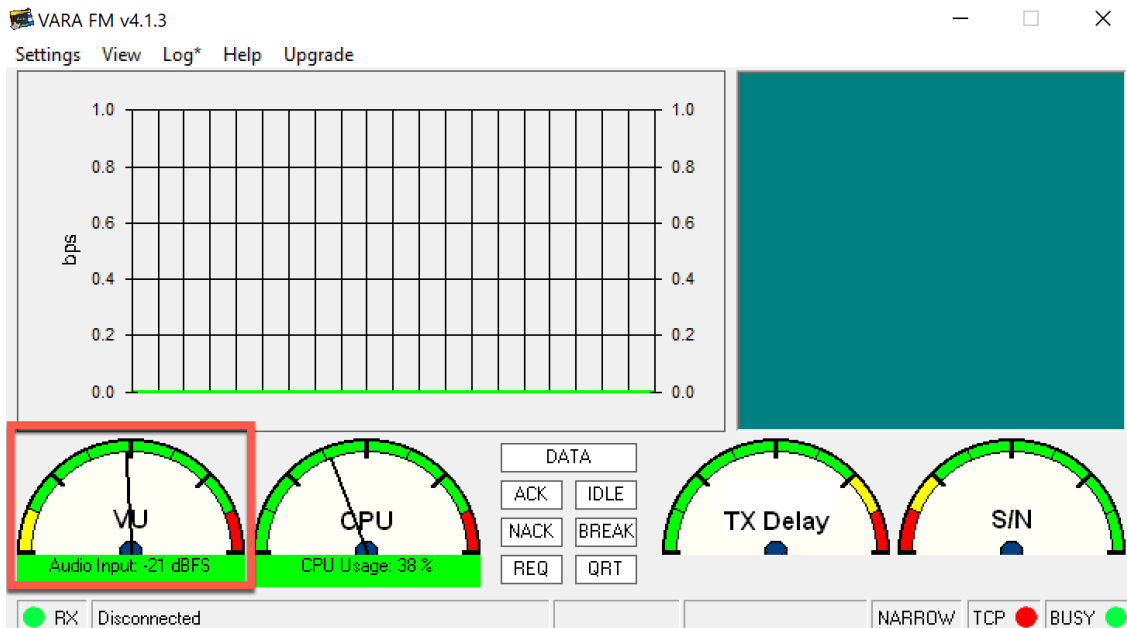 VARA FM v4.1.3
Settings View Log* Help Upgrade
1.0 1.0
0.8 0.8
0.6 0.6
bps
0.4 0.4
0.2 0.2
0.0 0.0
VU
Audio Input: -21 dBFS
CPU
CPU Usage: 38 %
DATA
ACK IDLE
NACK BREAK
REQ QRT
TX Delay
S/N
RX Disconnected NARROW TCP BUSY